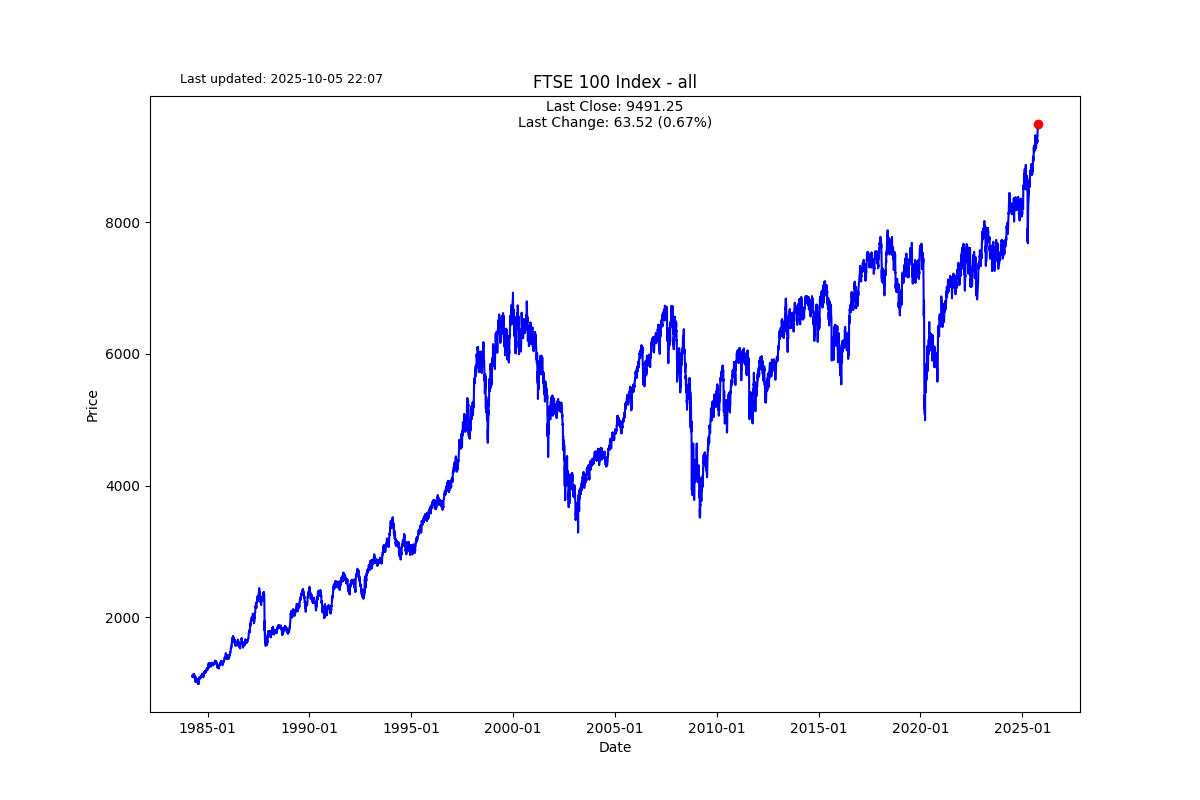 Last updated: 2025-10-05 22:07
FTSE 100 Index - all
Last Close: 9491.25
Last Change: 63.52 (0.67%)
Price
8000
6000
4000
2000
1985-01 1990-01 1995-01 2000-01 2005-01 2010-01 2015-01 2020-01 2025-01
Date